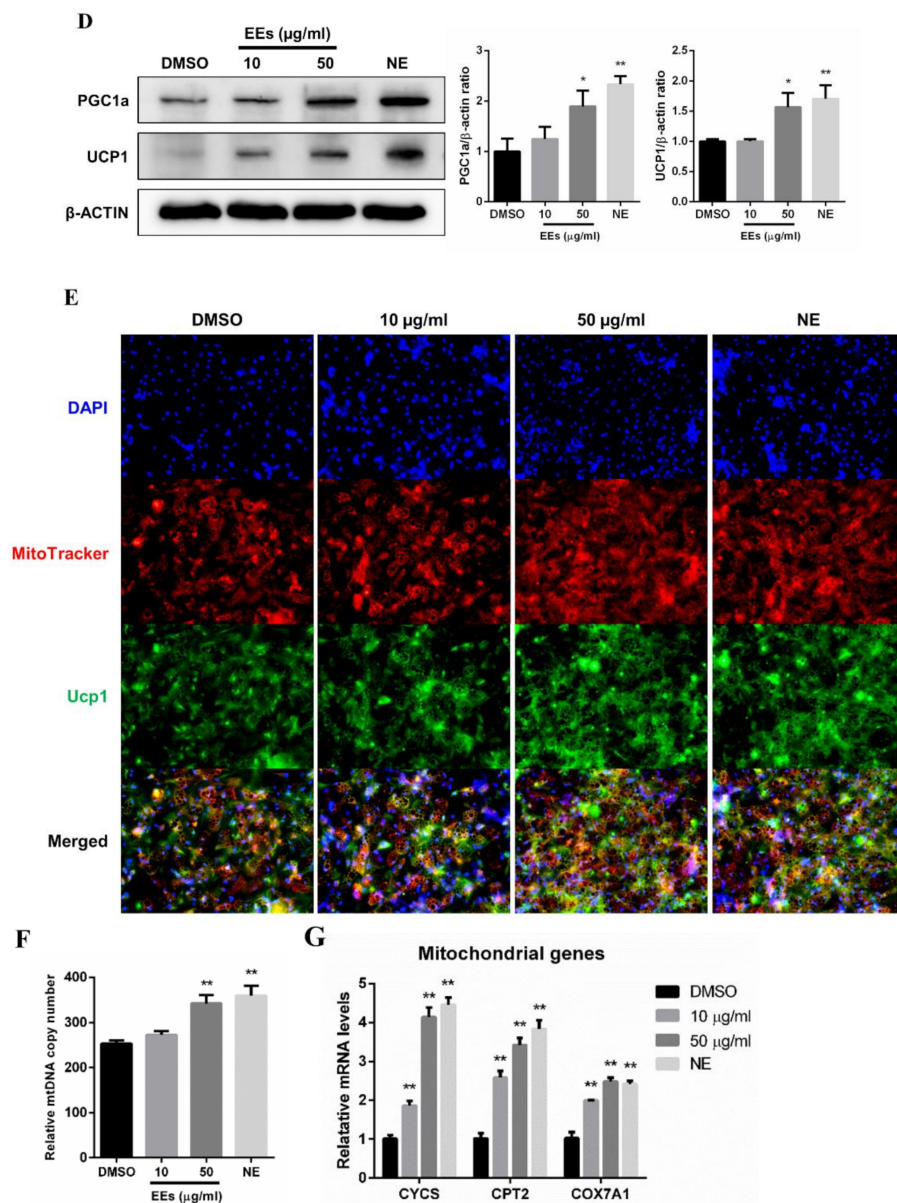 D
EEs (µg/ml)
DMSO 10 50 NE
PGC1a
UCP1
β-ACTIN
PGC1a/β-actin ratio
3
2
1
0
* **
DMSO 10 50 NE
EEs (µg/ml)
UCP1/β-actin ratio
2.5
2.0
1.5
1.0
0.5
0.0
* **
DMSO 10 50 NE
EEs (µg/ml)
E
DMSO 10 µg/ml 50 µg/ml NE
DAPI
MitoTracker
Ucp1
Merged
F
Relative mtDNA copy number
400
300
200
100
0
** **
DMSO 10 50 NE
EEs (µg/ml)
G
Mitochondrial genes
Relatative mRNA levels
5
4
3
2
1
0
** ** ** ** ** ** ** ** **
CYCS CPT2 COX7A1
DMSO
10 µg/ml
50 µg/ml
NE